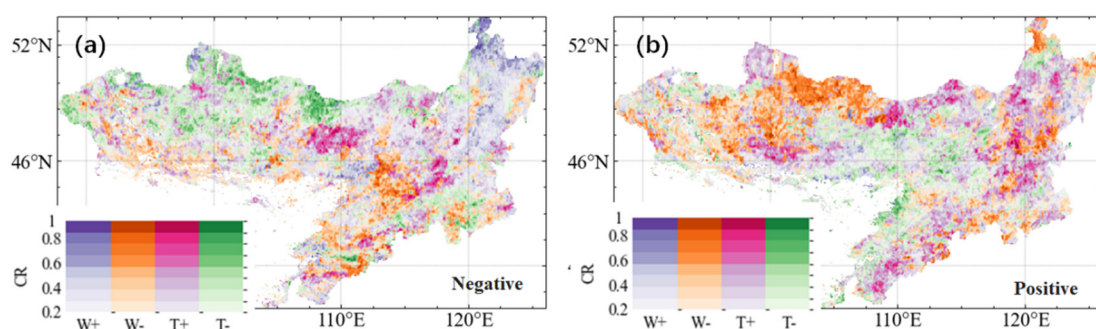 (a)
52°N
46°N
1
0.8
0.6
0.4
0.2
CR
W+ W- T+ T-
110°E 120°E
Negative
(b)
52°N
46°N
1
0.8
0.6
0.4
0.2
CR
W+ W- T+ T-
110°E 120°E
Positive